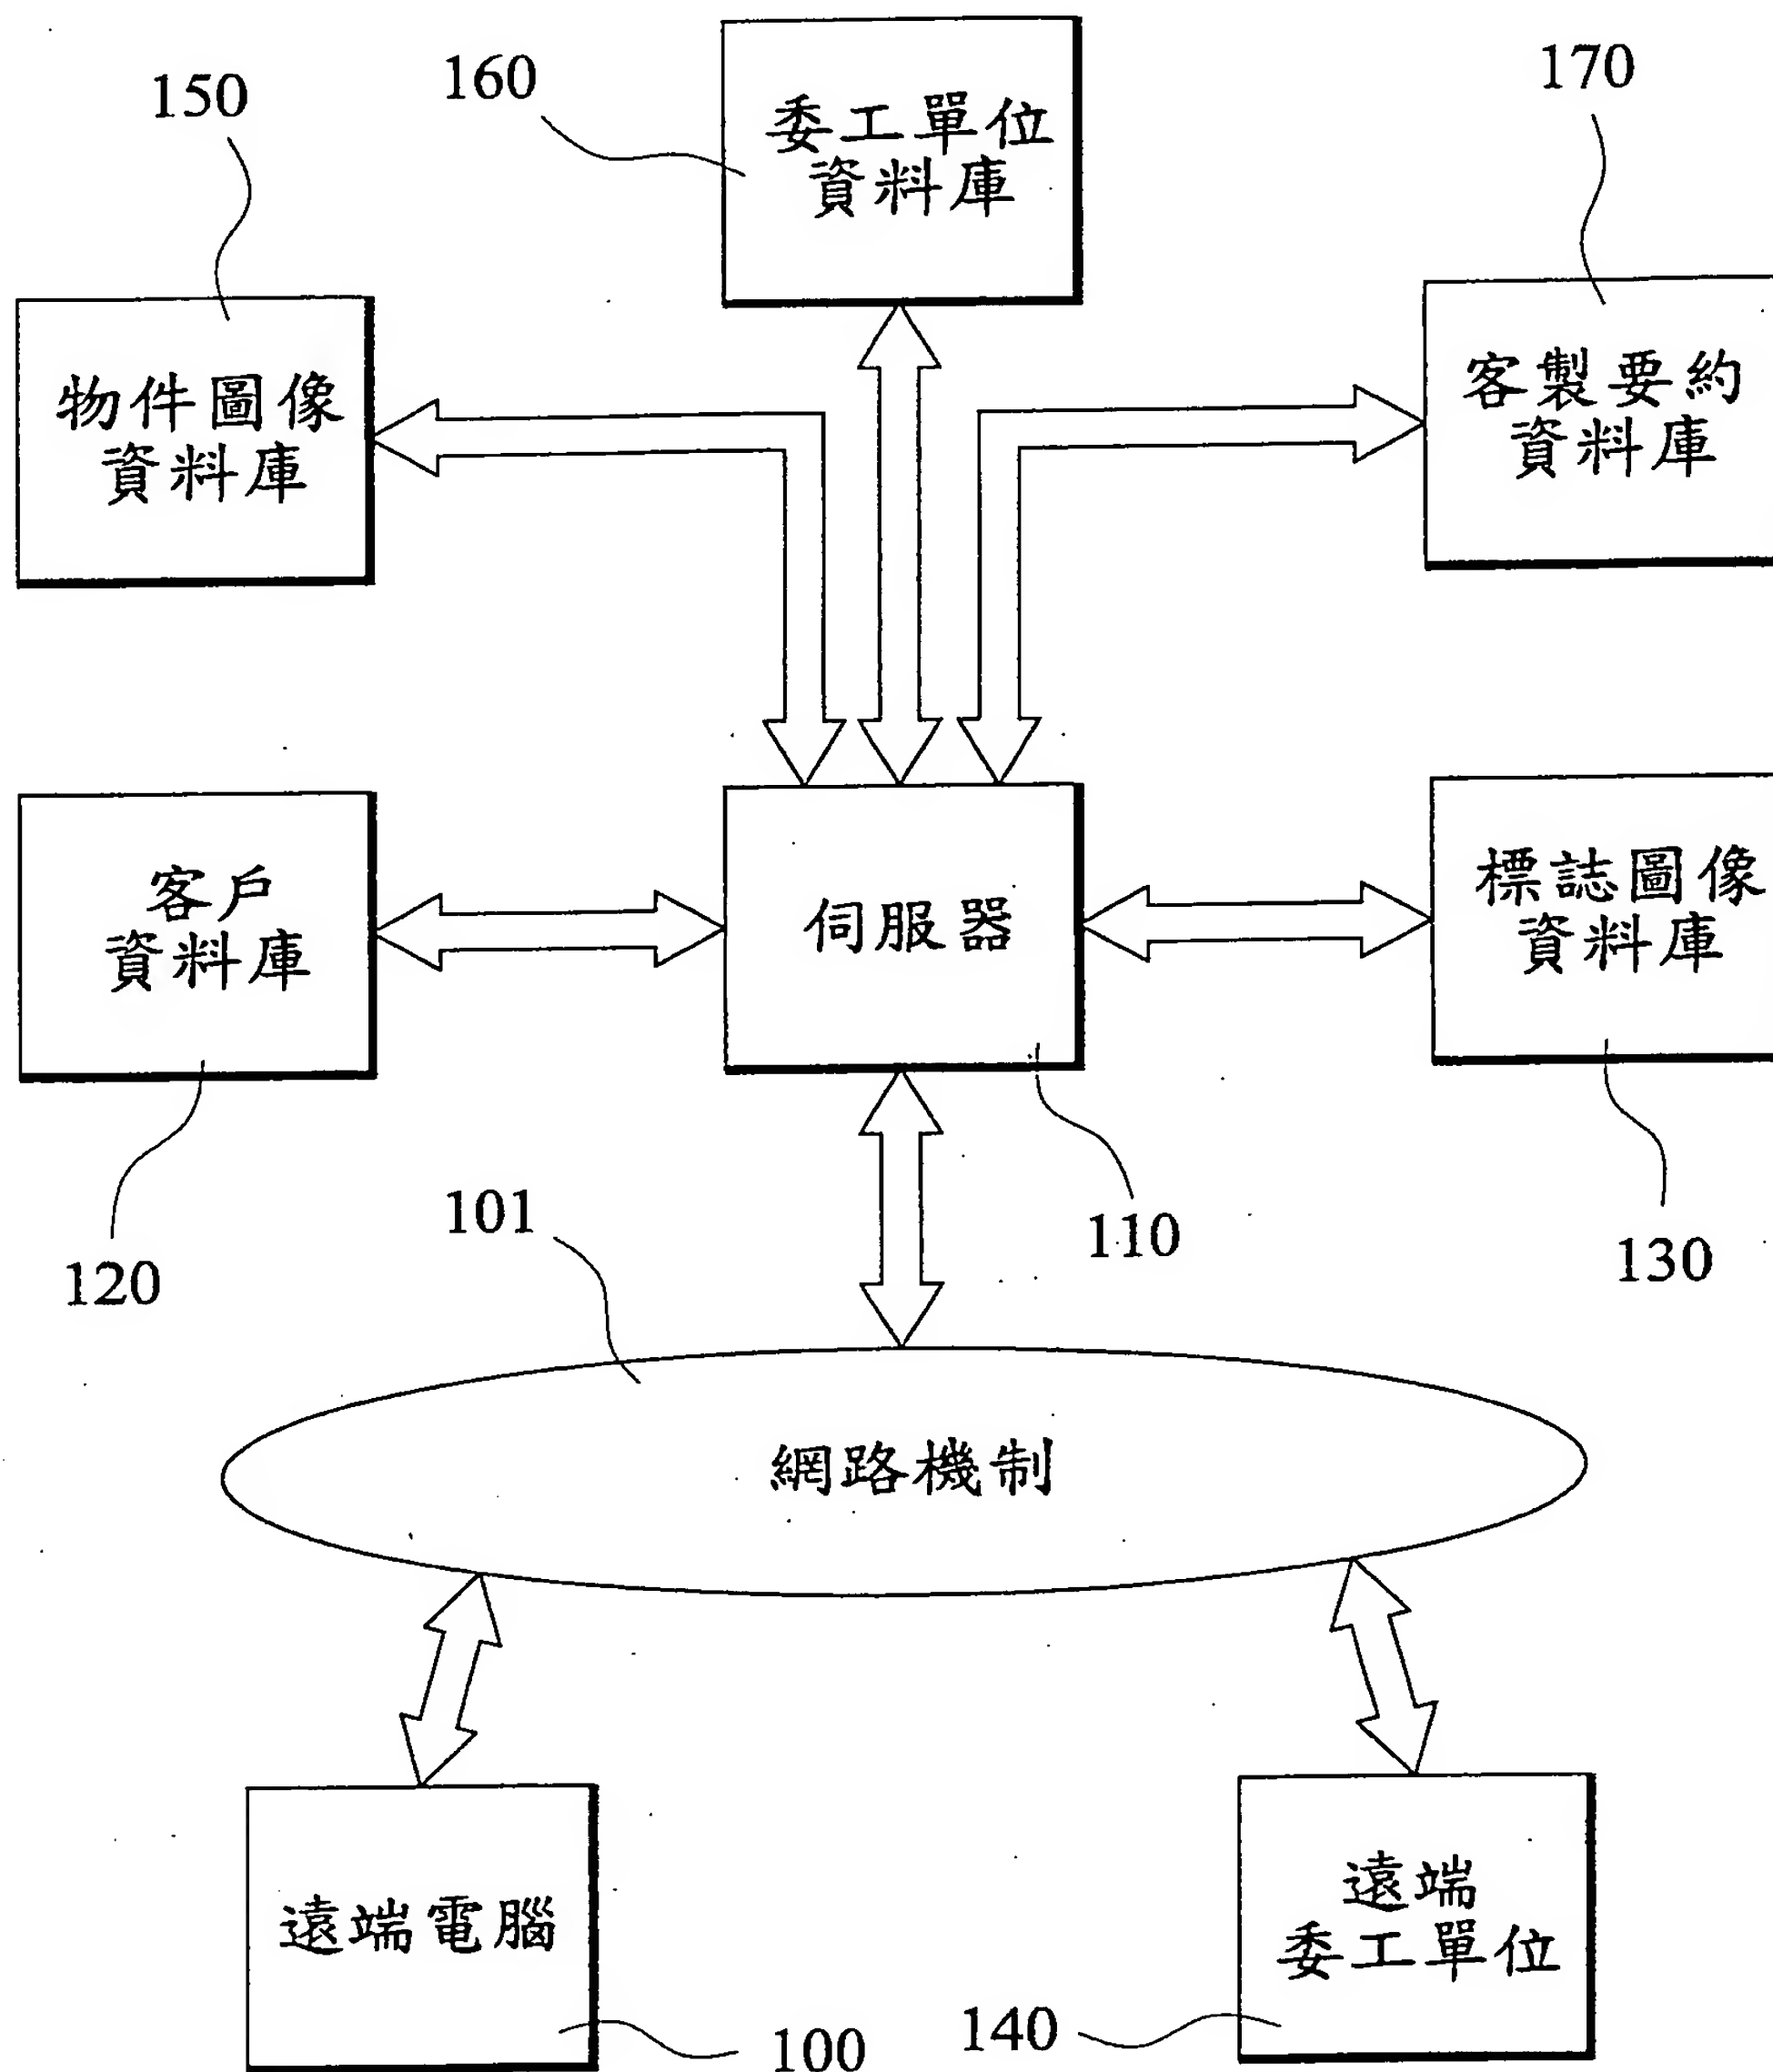 160
委工單位
資料庫
150
170
物件圖像
資料庫
客製要約
資料庫
客戶
資料庫
伺服器
標誌圖像
資料庫
101
110
120
130
網路機制
遠端電腦
遠端
委工單位
100
140